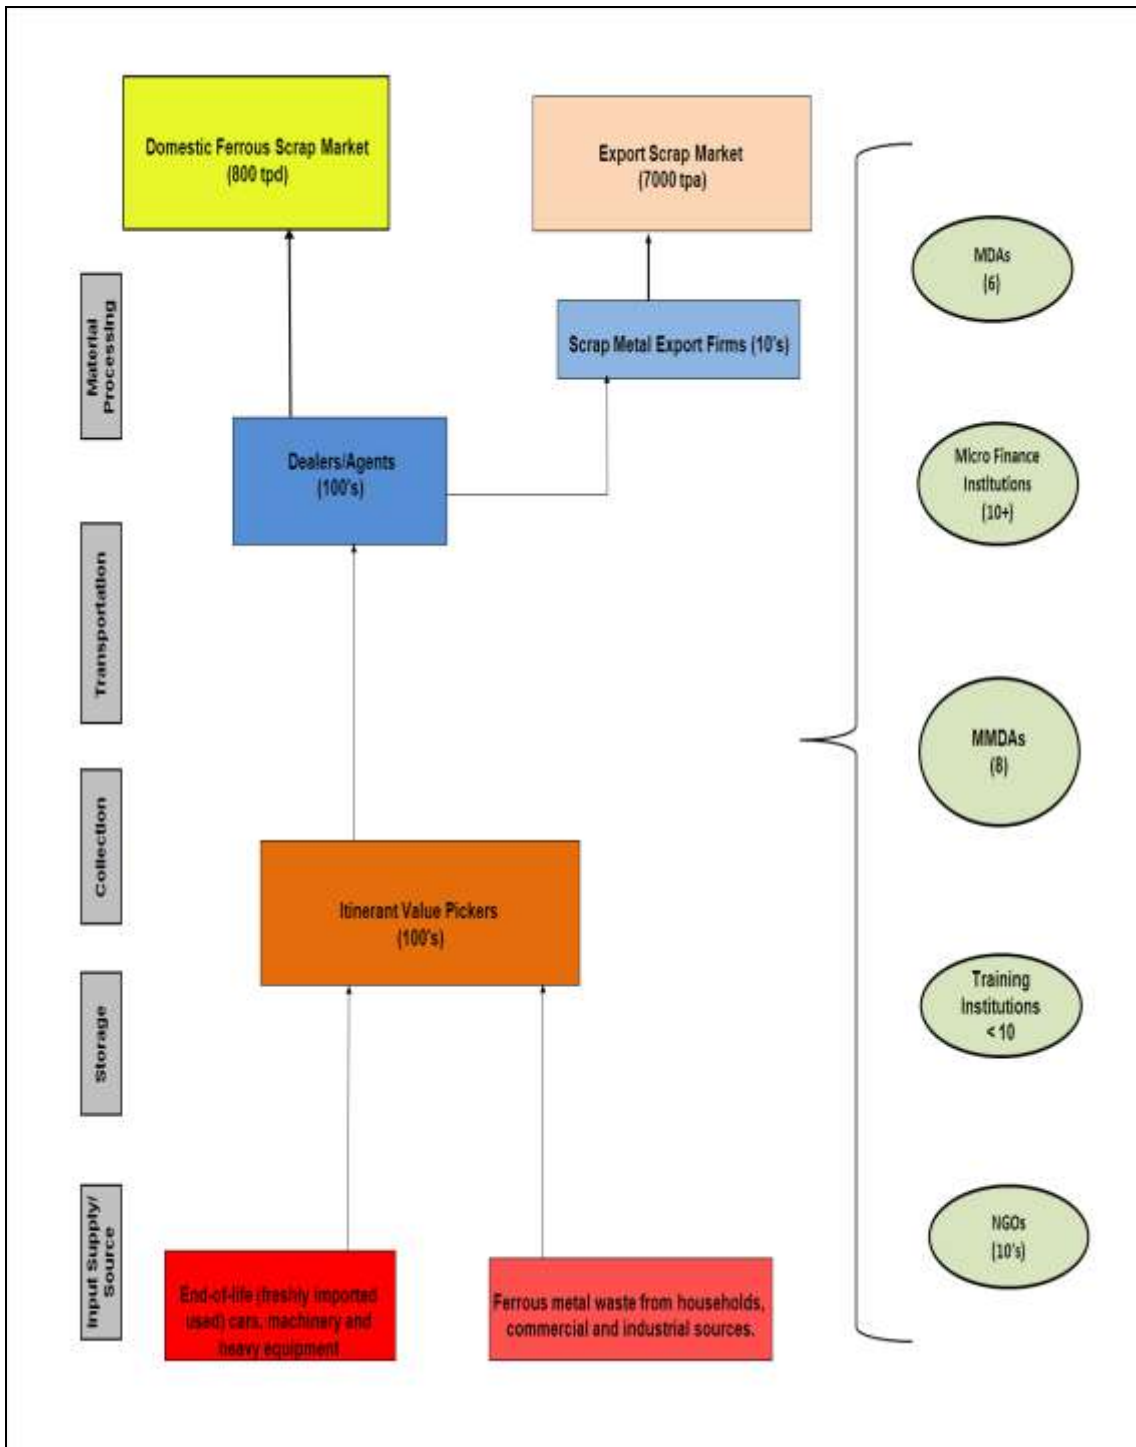 Domestic Ferrous Scrap Market
(800 tpd)
Export Scrap Market
(7000 tpa)
MDAs
(6)
Material
Processing
Scrap Metal Export Firms (10's)
Dealers/Agents
(100's)
Micro Finance
Institutions
(10+)
Transportation
MMDAs
(8)
Collection
Itinerant Value Pickers
(100's)
Storage
Training
Institutions
< 10
Input Supply/
Source
NGOs
(10's)
End-of-life (freshly imported
used) cars, machinery and
heavy equipment
Ferrous metal waste from households,
commercial and industrial sources.